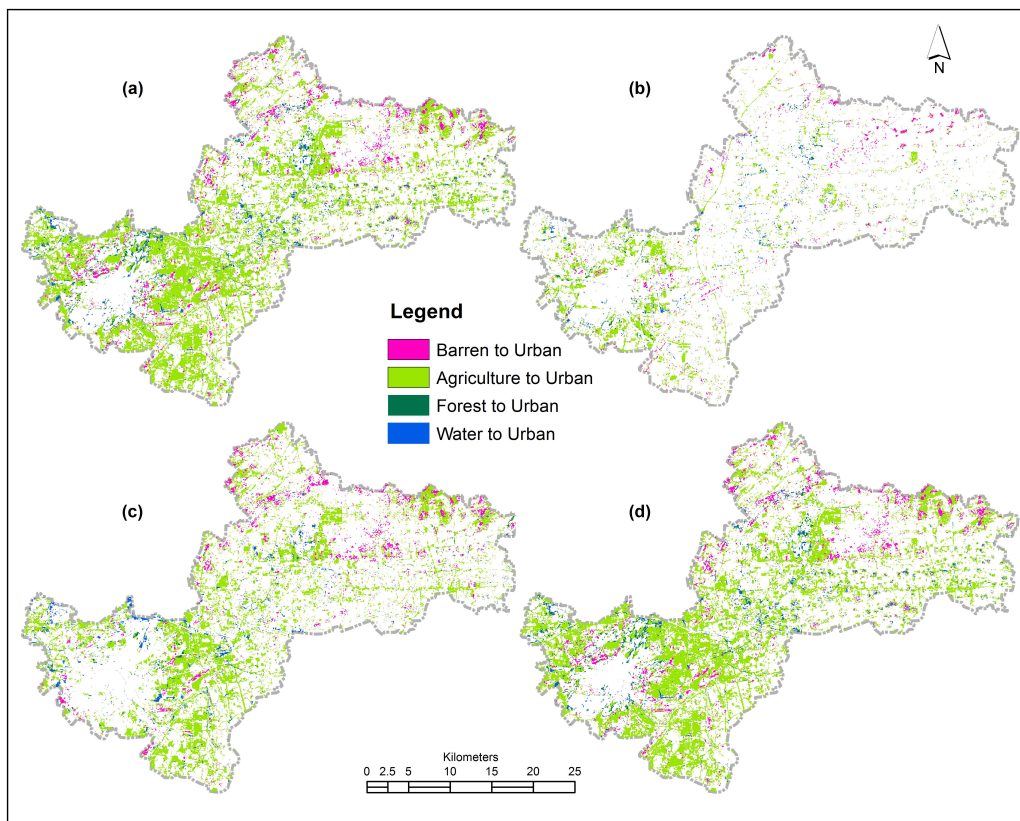 (a)
(b)
N
Legend
Barren to Urban
Agriculture to Urban
Forest to Urban
Water to Urban
(c)
(d)
Kilometers
0 2.5 5 10 15 20 25